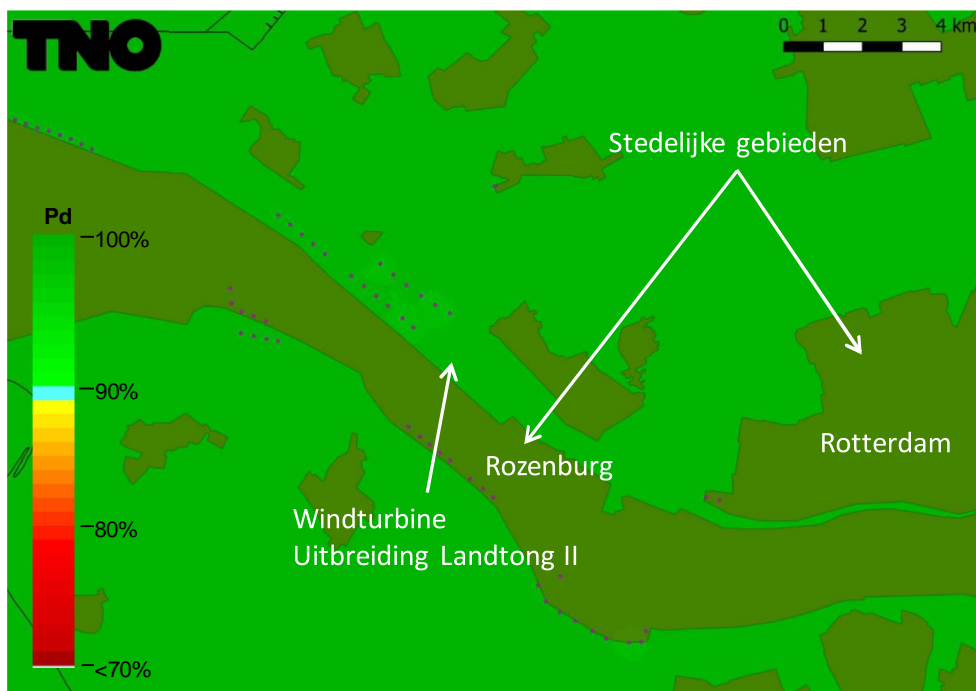 TNO
0 1 2 3 4 km
Stedelijke gebieden
Pd
100%
90%
80%
<70%
Rotterdam
Rozenburg
Windturbine
Uitbreiding Landtong II